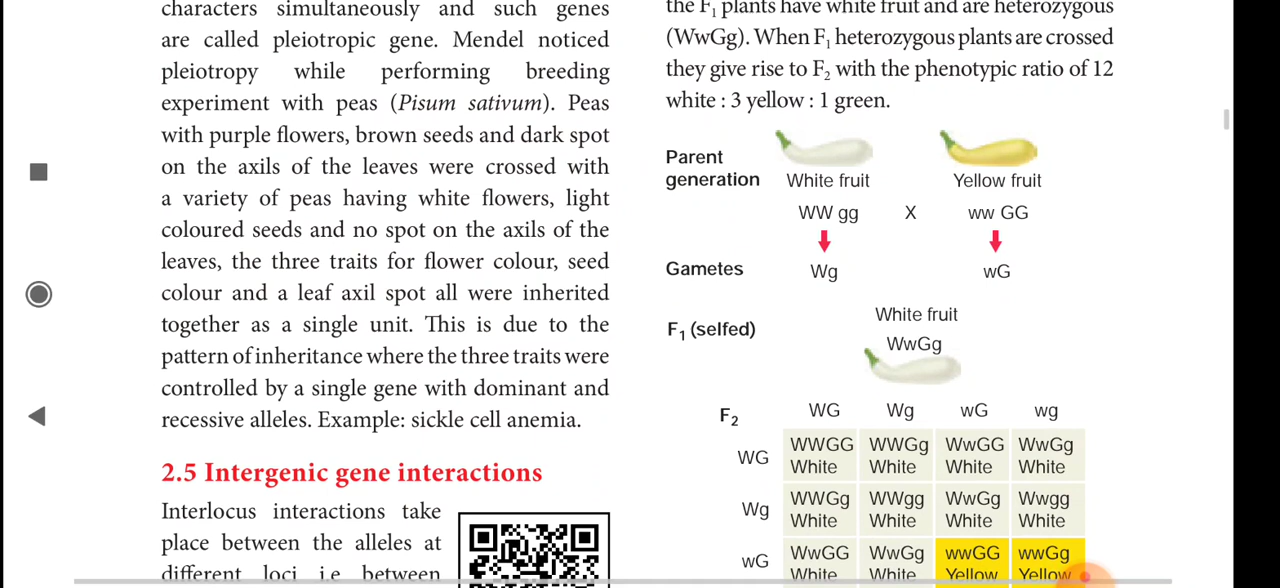 characters simultaneously and such genes
are called pleiotropic gene. Mendel noticed
pleiotropy while performing breeding
experiment with peas (Pisum sativum). Peas
with purple flowers, brown seeds and dark spot
on the axils of the leaves were crossed with
a variety of peas having white flowers, light
coloured seeds and no spot on the axils of the
leaves, the three traits for flower colour, seed
colour and a leaf axil spot all were inherited
together as a single unit. This is due to the
pattern of inheritance where the three traits were
controlled by a single gene with dominant and
recessive alleles. Example: sickle cell anemia.
2.5 Intergenic gene interactions
Interlocus interactions take
place between the alleles at
different loci i.e between
the F₁ plants have white fruit and are heterozygous
(WwGg). When F₁ heterozygous plants are crossed
they give rise to F₂ with the phenotypic ratio of 12
white : 3 yellow : 1 green.
Parent
generation
White fruit Yellow fruit
WW gg X ww GG
Gametes Wg wG
White fruit
F₁ (selfed)
WwGg
F₂ WG Wg wG wg
WG WWGG WWGg WwGG WwGg
White White White White
Wg WWGg WWgg WwGg Wwgg
White White White White
wG WwGG WwGg wwGG wwGg
White White Yellow Yellow